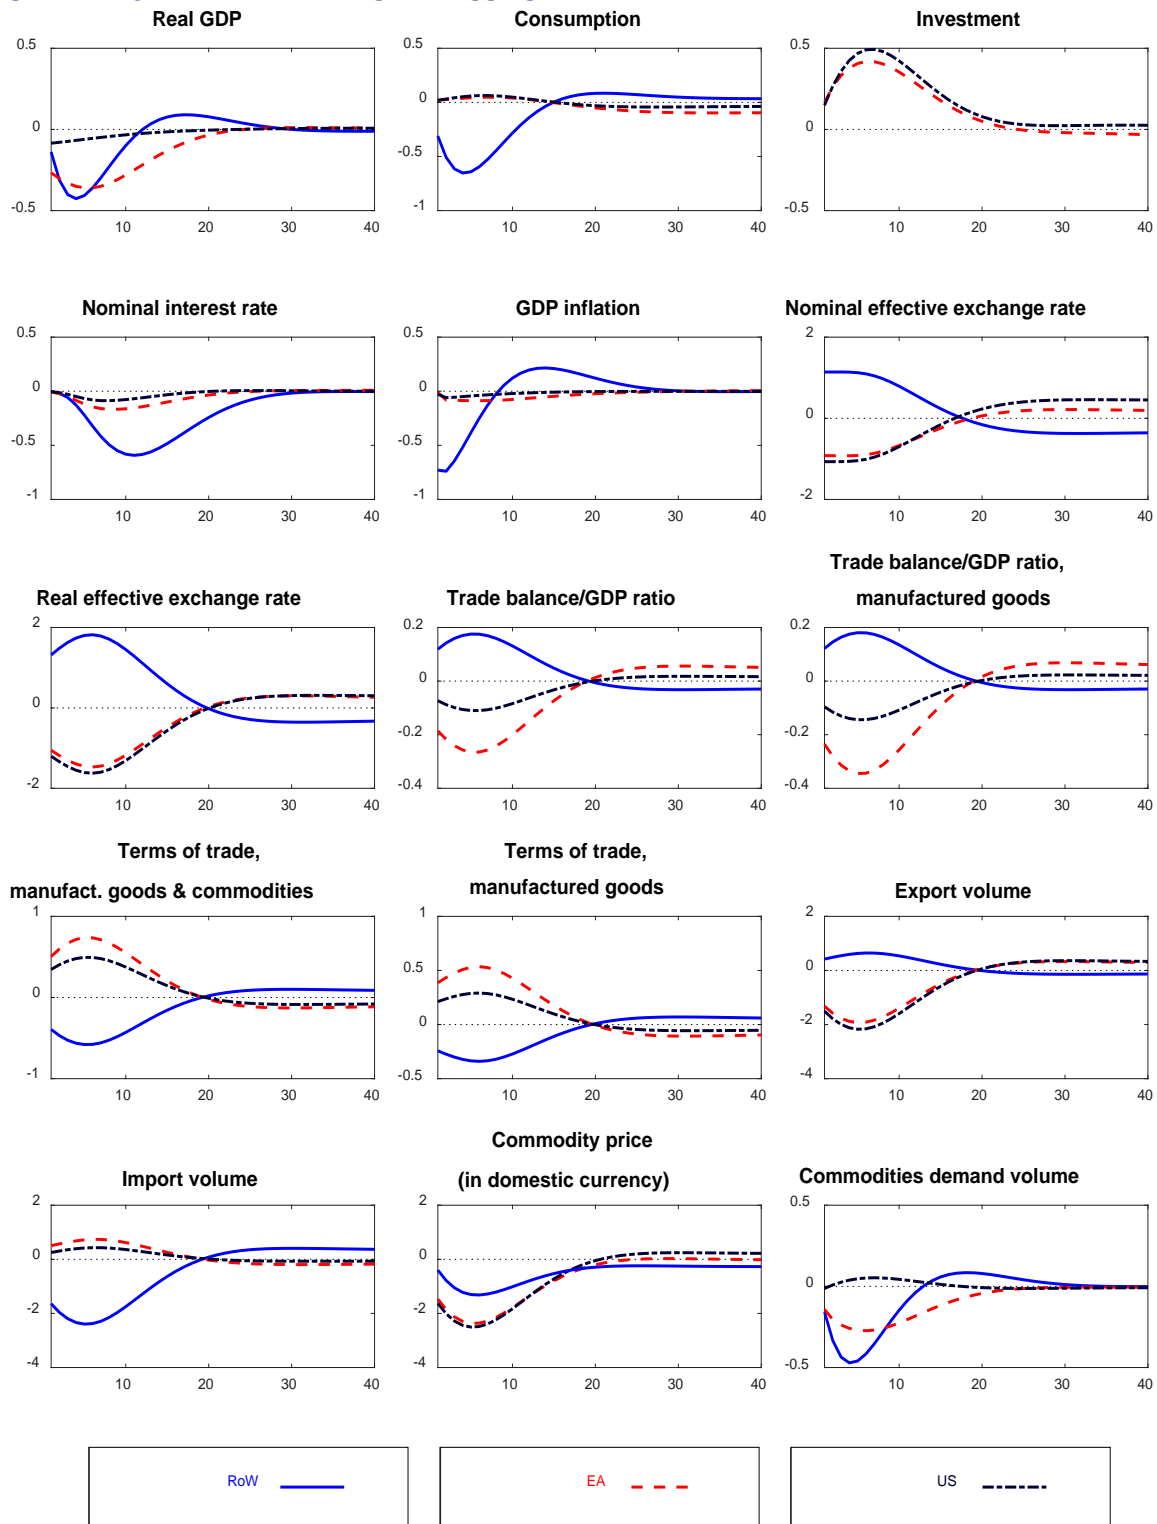 Real GDP
Consumption
Investment
0.5
0
-0.5
10 20 30 40
0.5
0
-0.5
-1
10 20 30 40
0.5
0
-0.5
10 20 30 40
Nominal interest rate
GDP inflation
Nominal effective exchange rate
0.5
0
-0.5
-1
10 20 30 40
0.5
0
-0.5
-1
10 20 30 40
2
0
-2
10 20 30 40
Real effective exchange rate
Trade balance/GDP ratio
Trade balance/GDP ratio,
manufactured goods
2
0
-2
10 20 30 40
0.2
0
-0.2
-0.4
10 20 30 40
0.2
0
-0.2
-0.4
10 20 30 40
Terms of trade,
manufact. goods & commodities
Terms of trade,
manufactured goods
Export volume
1
0
-1
10 20 30 40
1
0.5
0
-0.5
10 20 30 40
2
0
-2
-4
10 20 30 40
Import volume
Commodity price
(in domestic currency)
Commodities demand volume
2
0
-2
-4
10 20 30 40
2
0
-2
-4
10 20 30 40
0.5
0
-0.5
10 20 30 40
RoW
EA
US